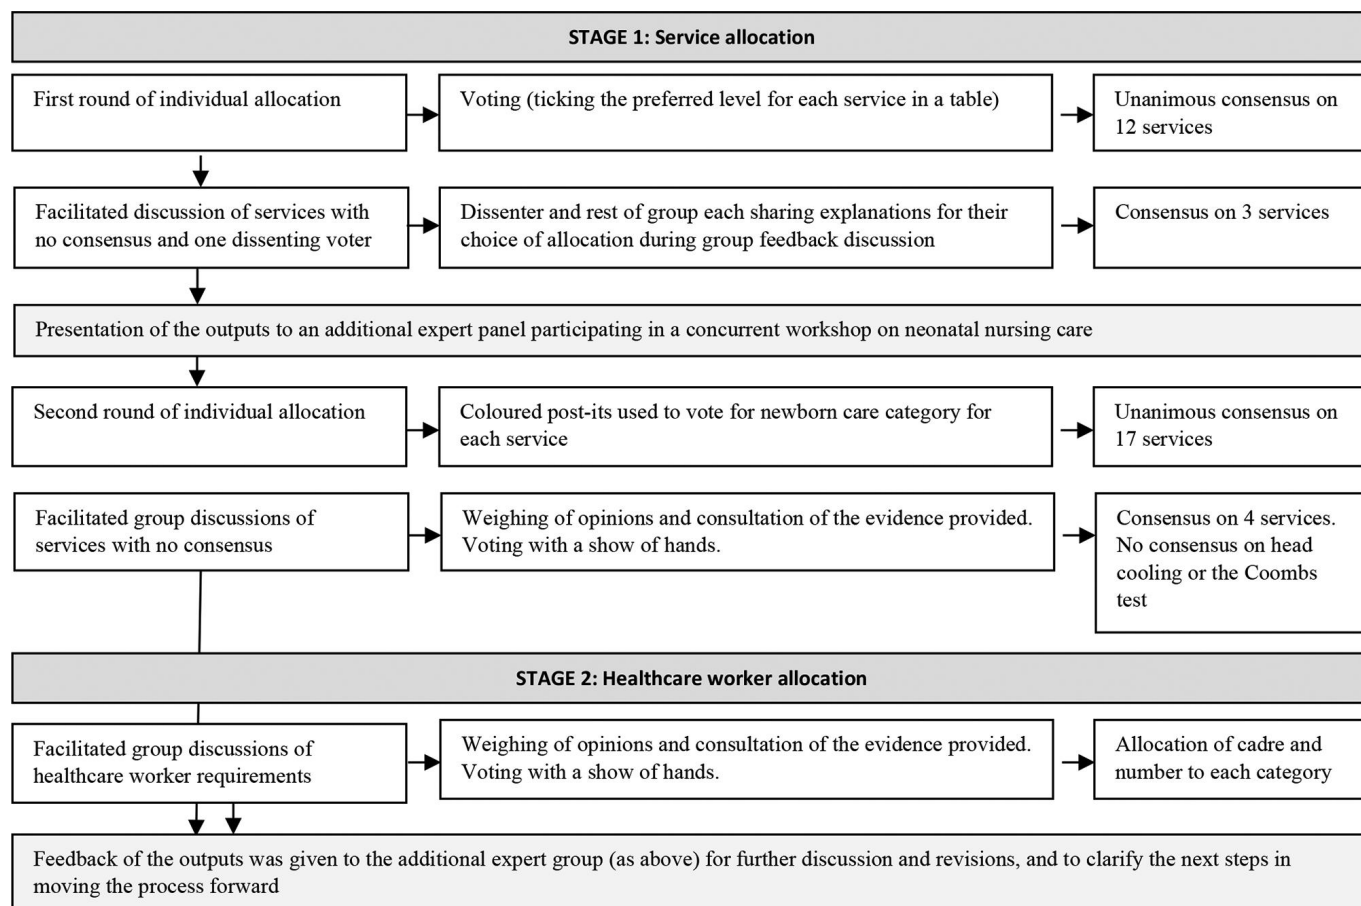 STAGE 1: Service allocation
First round of individual allocation
Voting (ticking the preferred level for each service in a table)
Unanimous consensus on
12 services
Facilitated discussion of services with
no consensus and one dissenting voter
Dissenter and rest of group each sharing explanations for their
choice of allocation during group feedback discussion
Consensus on 3 services
Presentation of the outputs to an additional expert panel participating in a concurrent workshop on neonatal nursing care
Second round of individual allocation
Coloured post-its used to vote for newborn care category for
each service
Unanimous consensus on
17 services
Facilitated group discussions of
services with no consensus
Weighing of opinions and consultation of the evidence provided.
Voting with a show of hands.
Consensus on 4 services.
No consensus on head
cooling or the Coombs
test
STAGE 2: Healthcare worker allocation
Facilitated group discussions of
healthcare worker requirements
Weighing of opinions and consultation of the evidence provided.
Voting with a show of hands.
Allocation of cadre and
number to each category
Feedback of the outputs was given to the additional expert group (as above) for further discussion and revisions, and to clarify the next steps in
moving the process forward